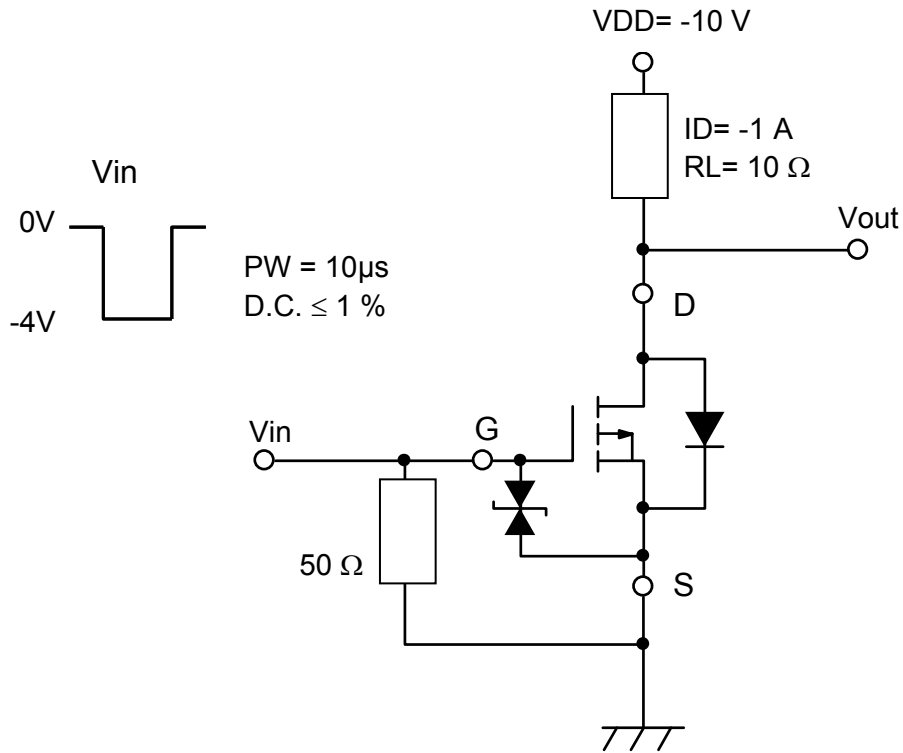 VDD= -10 V
ID= -1 A
RL= 10 Ω
Vin
0V
Vout
PW = 10µs
D.C. ≤ 1 %
-4V
D
Vin
G
50 Ω
S